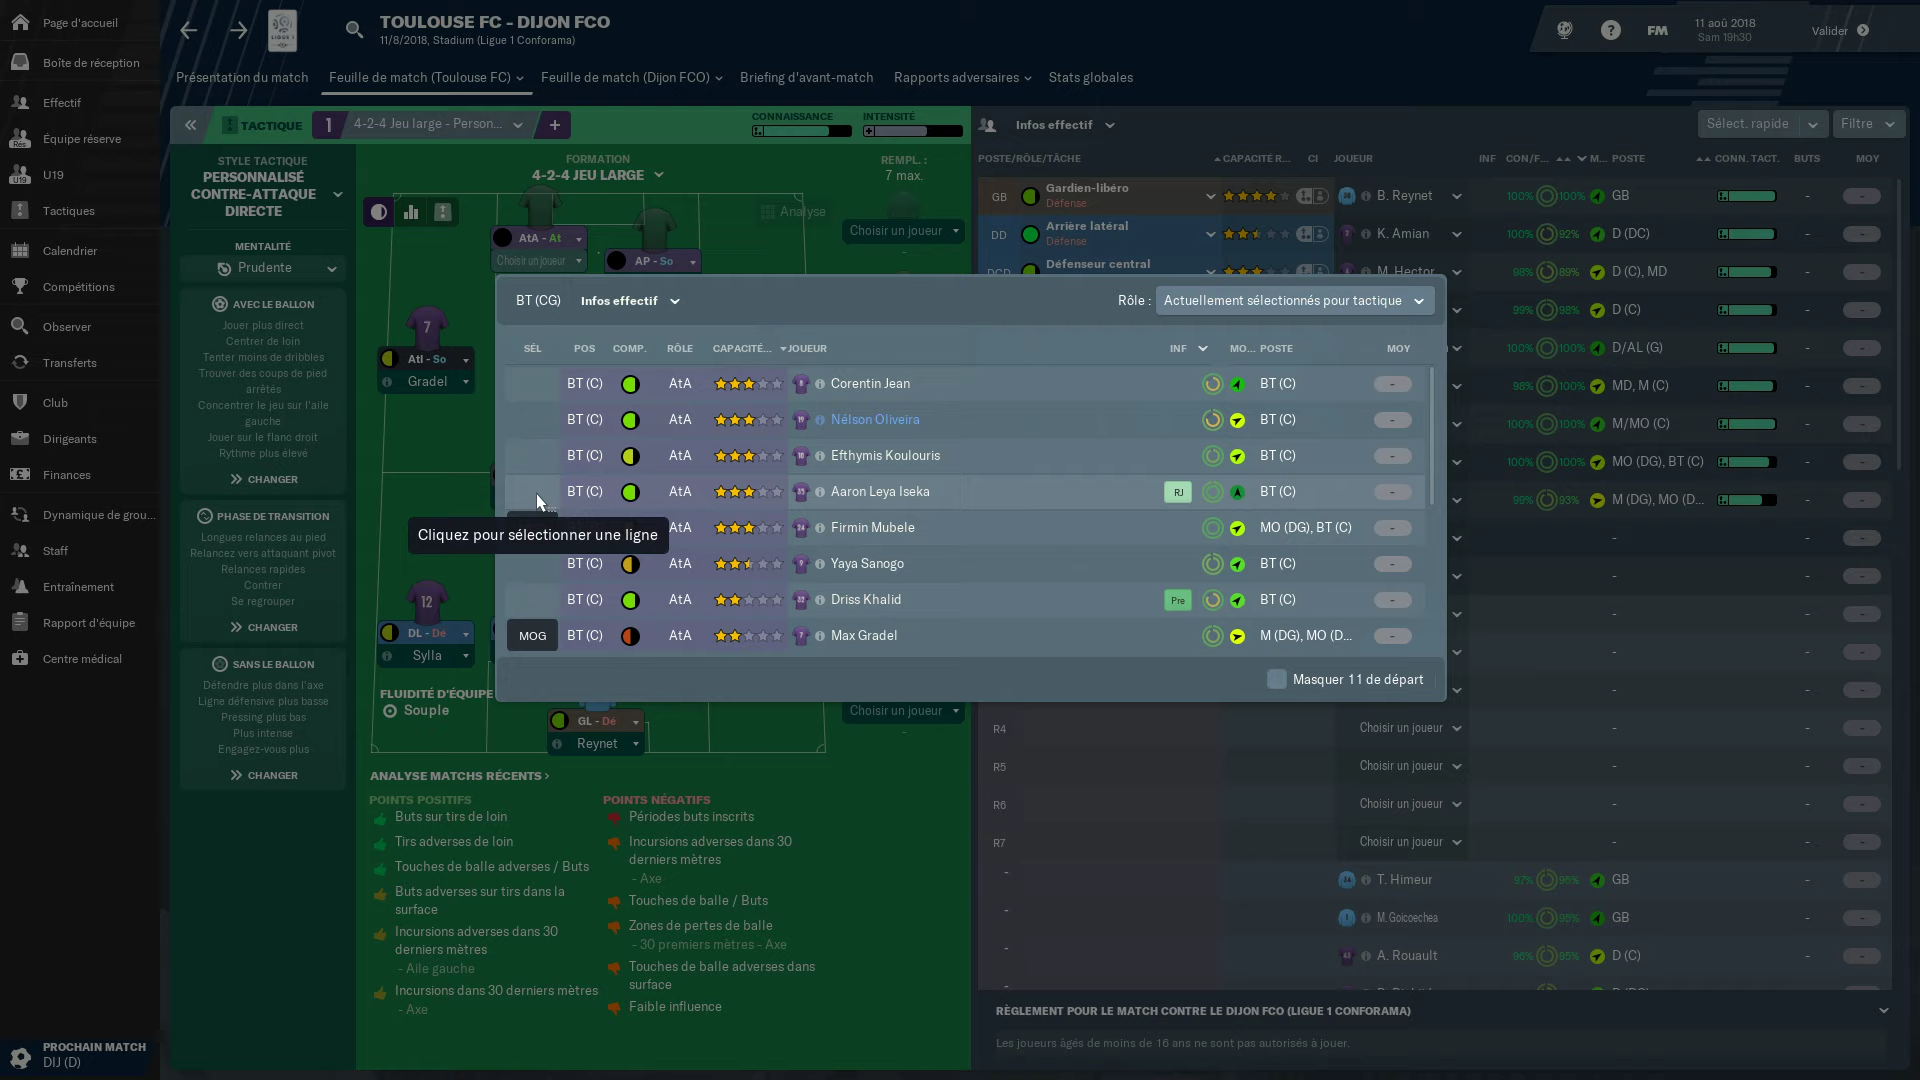 Page d'accueil
Boîte de réception
Effectif
Équipe réserve
U19
Tactiques
Calendrier
Compétitions
Observer
Transferts
Club
Dirigeants
Finances
Dynamique de grou...
Staff
Entraînement
Rapport d'équipe
Centre médical
PROCHAIN MATCH
DIJ (D)
TOULOUSE FC - DIJON FCO
11/8/2018, Stadium (Ligue 1 Conforama)
FM
11 aoû 2018
Sam 19h30
Valider
Présentation du match
Feuille de match (Toulouse FC)
Feuille de match (Dijon FCO)
Briefing d'avant-match
Rapports adversaires
Stats globales
TACTIQUE
1
4-2-4 Jeu large - Person...
CONNAISSANCE
INTENSITÉ
STYLE TACTIQUE
PERSONNALISÉ
CONTRE-ATTAQUE
DIRECTE
MENTALITÉ
Prudente
AVEC LE BALLON
Jouer plus direct
Centrer de loin
Tenter moins de dribbles
Trouver des coups de pied
arrêtés
Concentrer le jeu sur l'aile
gauche
Jouer sur le flanc droit
Rythme plus élevé
CHANGER
PHASE DE TRANSITION
Longues relances au pied
Relancez vers attaquant pivot
Relances rapides
Contrer
Se regrouper
CHANGER
SANS LE BALLON
Défendre plus dans l'axe
Ligne défensive plus basse
Pressing plus bas
Plus intense
Engagez-vous plus
CHANGER
FORMATION
4-2-4 JEU LARGE
REMPL. :
7 max.
Analyse
Choisir un joueur
AtA - At
Choisir un joueur
AP - So
7
Atl - So
Gradel
12
DL - Dé
Sylla
FLUIDITÉ D'ÉQUIPE
Souple
GL - Dé
Reynet
Choisir un joueur
ANALYSE MATCHS RÉCENTS
POINTS POSITIFS
Buts sur tirs de loin
Tirs adverses de loin
Touches de balle adverses / Buts
Buts adverses sur tirs dans la
surface
Incursions adverses dans 30
derniers mètres
- Aile gauche
Incursions dans 30 derniers mètres
- Axe
POINTS NÉGATIFS
Périodes buts inscrits
Incursions adverses dans 30
derniers mètres
- Axe
Touches de balle / Buts
Zones de pertes de balle
- 30 premiers mètres - Axe
Touches de balle adverses dans
surface
Faible influence
BT (CG)
Infos effectif
Rôle :
Actuellement sélectionnés pour tactique
SÉL POS COMP. RÔLE CAPACITÉ... JOUEUR INF MO... POSTE MOY
BT (C) AtA Corentin Jean BT (C) -
BT (C) AtA Nélson Oliveira BT (C) -
BT (C) AtA Efthymis Koulouris BT (C) -
BT (C) AtA Aaron Leya Iseka RJ BT (C) -
Cliquez pour sélectionner une ligne
AtA Firmin Mubele MO (DG), BT (C) -
BT (C) AtA Yaya Sanogo BT (C) -
BT (C) AtA Driss Khalid Pre BT (C) -
MOG BT (C) AtA Max Gradel M (DG), MO (D... -
Masquer 11 de départ
Infos effectif
Sélect. rapide
Filtre
POSTE/RÔLE/TÂCHE CAPACITÉ R... CI JOUEUR INF CON/F... M... POSTE CONN. TACT. BUTS MOY
GB Gardien-libéro Défense B. Reynet 100% 100% GB - -
DD Arrière latéral Défense K. Amian 100% 92% D (DC) - -
DCD Défenseur central M. Hector 98% 89% D (C), MD - -
99% 98% D (C) - -
100% 100% D/AL (G) - -
98% 100% MD, M (C) - -
100% 100% M/MO (C) - -
100% 100% MO (DG), BT (C) - -
99% 93% M (DG), MO (D... - -
R4 Choisir un joueur - -
R5 Choisir un joueur - -
R6 Choisir un joueur - -
R7 Choisir un joueur - -
- T. Himeur 97% 96% GB - -
- M. Goicoechea 100% 95% GB - -
- A. Rouault 96% 95% D (C) - -
RÈGLEMENT POUR LE MATCH CONTRE LE DIJON FCO (LIGUE 1 CONFORAMA)
Les joueurs âgés de moins de 16 ans ne sont pas autorisés à jouer.